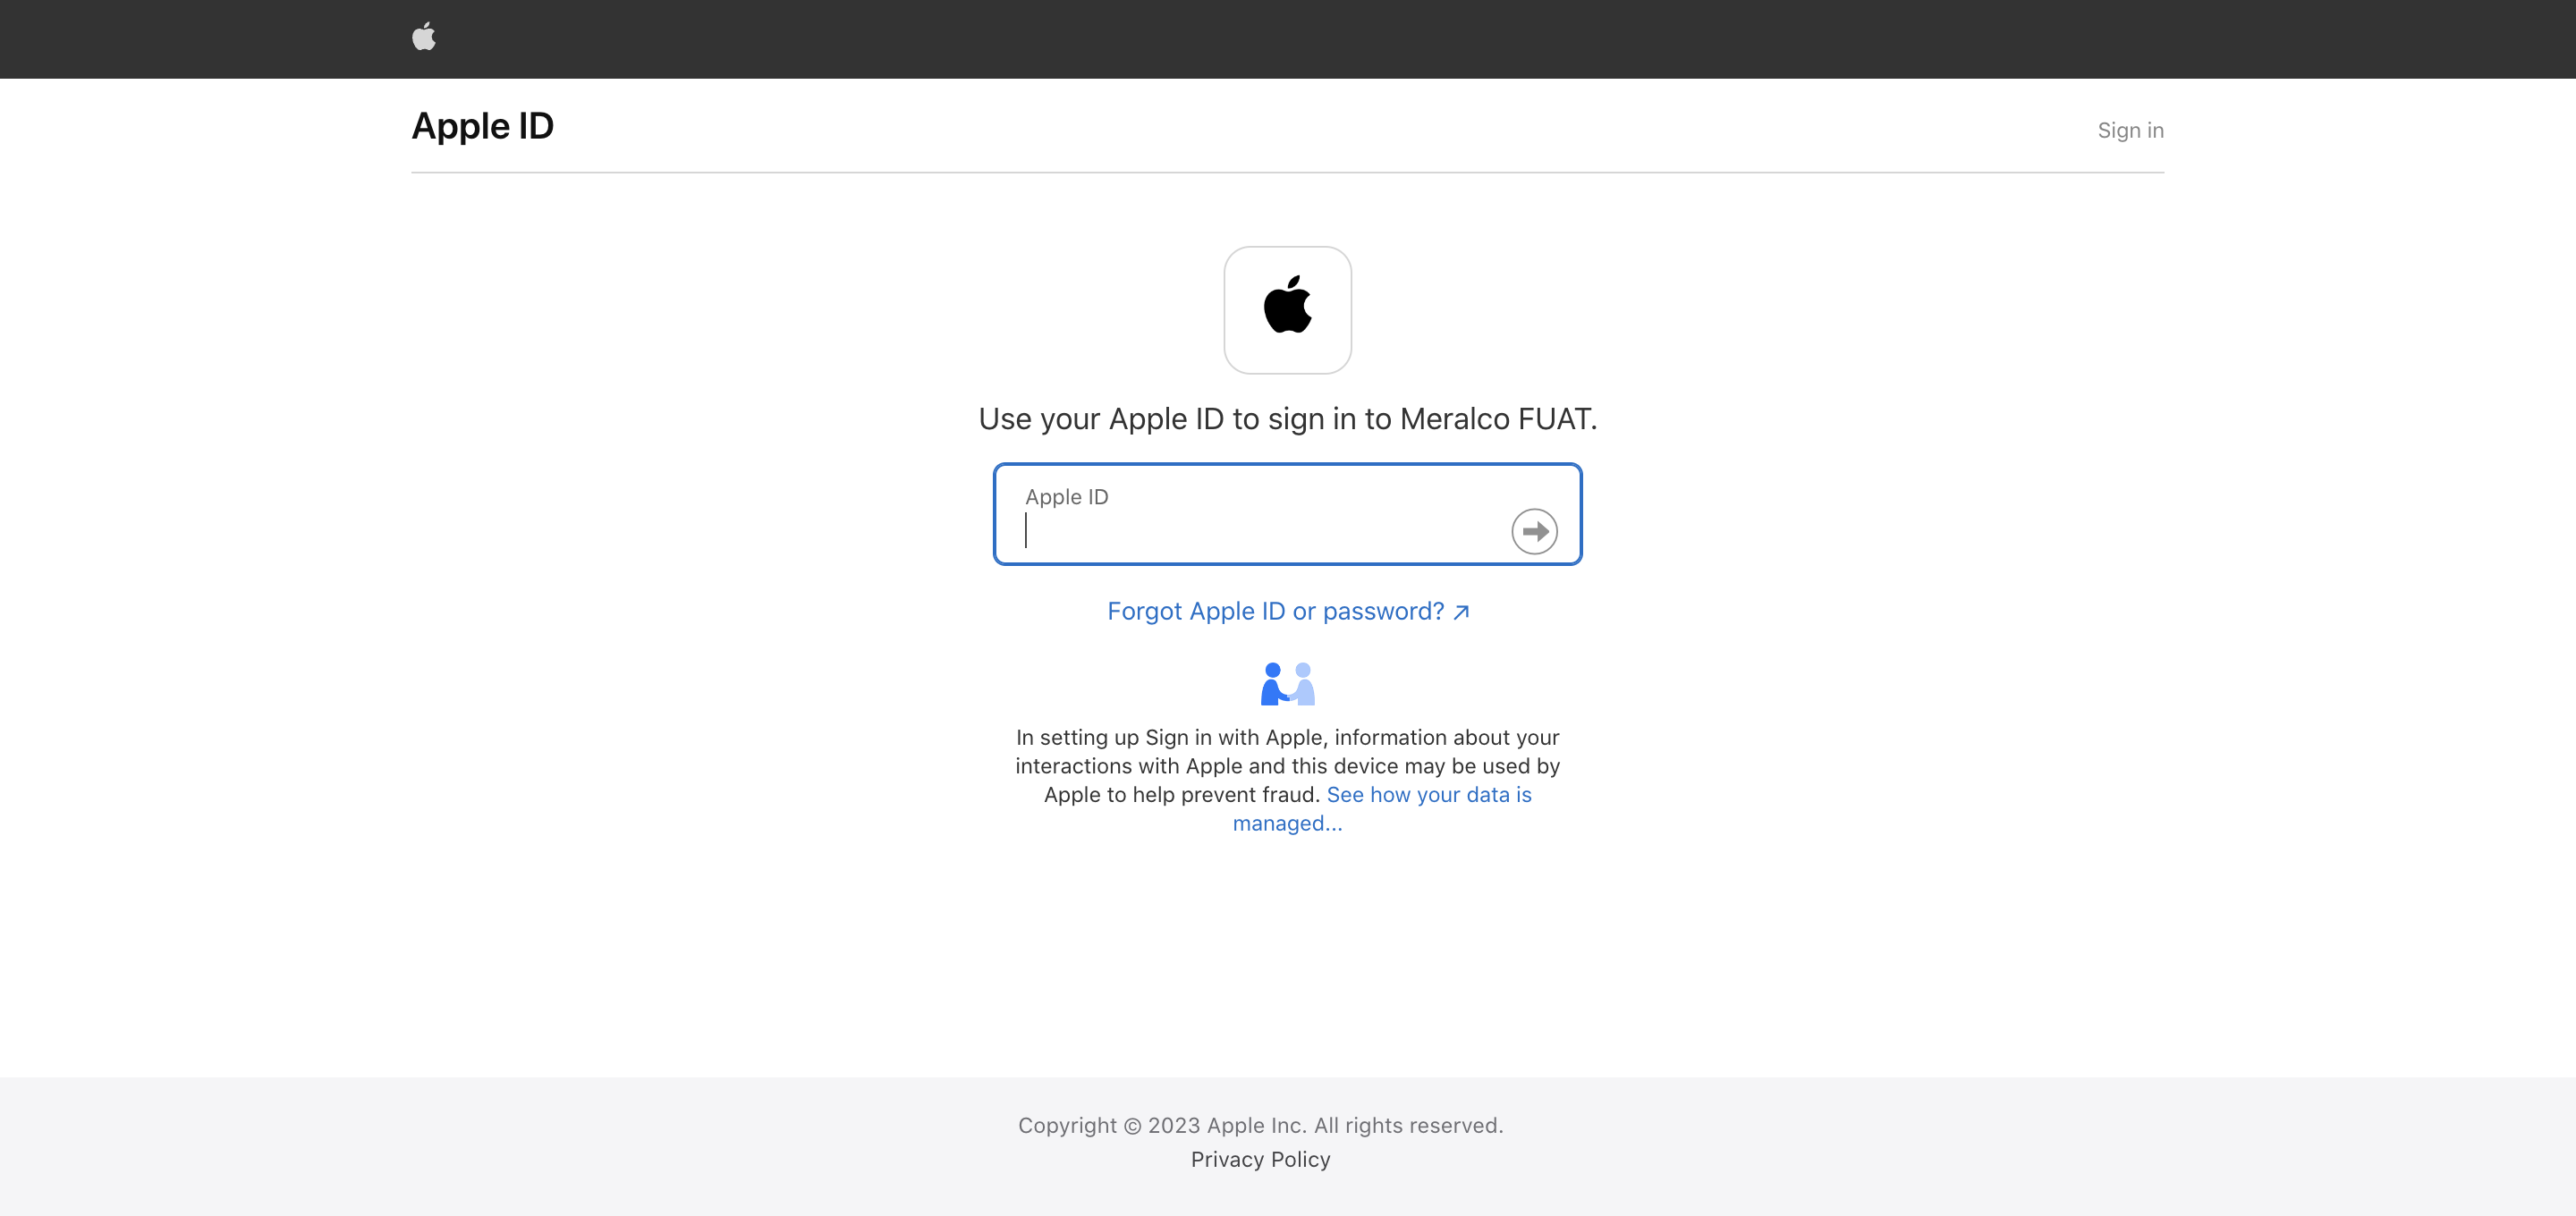 Apple ID
Sign in
Use your Apple ID to sign in to Meralco FUAT.
Apple ID
Forgot Apple ID or password? ↗
In setting up Sign in with Apple, information about your
interactions with Apple and this device may be used by
Apple to help prevent fraud. See how your data is
managed...
Copyright © 2023 Apple Inc. All rights reserved.
Privacy Policy